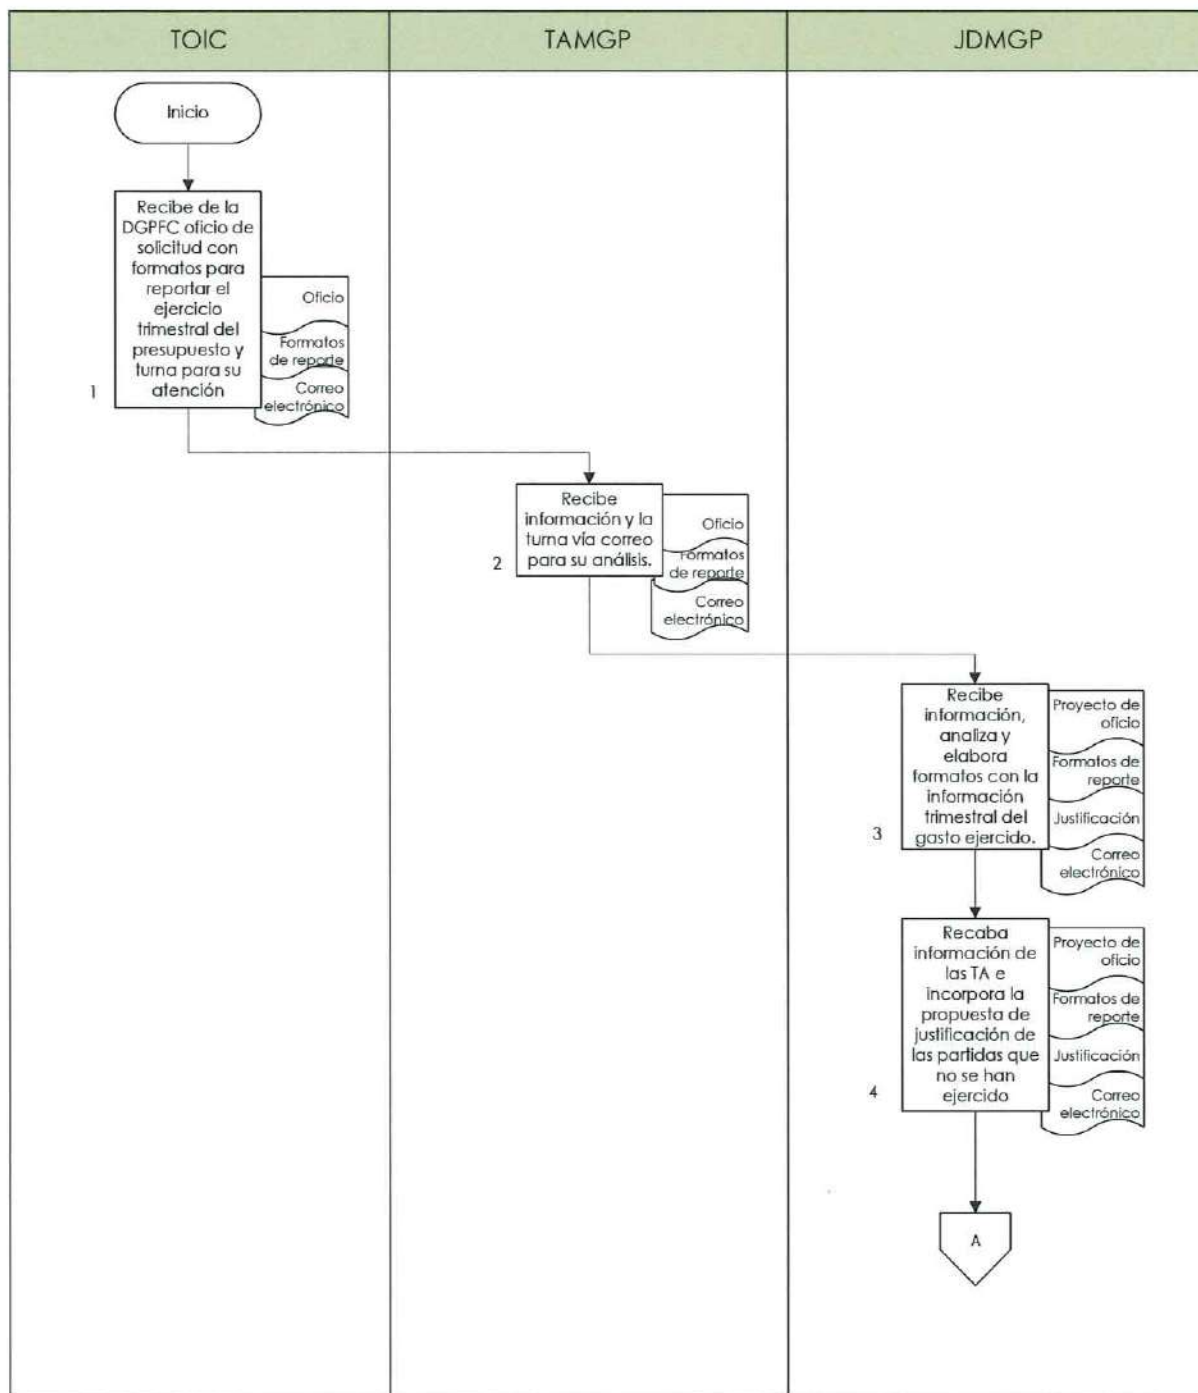 TOIC
TAMGP
JDMGP
Inicio
Recibe de la
DGPFC oficio de
solicitud con
formatos para
reportar el
ejercicio
trimestral del
presupuesto y
turna para su
atención
1
Oficio
Formatos
de reporte
Correo
electrónico
Recibe
información y la
turna vía correo
para su análisis.
2
Oficio
Formatos
de reporte
Correo
electrónico
Recibe
información,
analiza y
elabora
formatos con la
información
trimestral del
gasto ejercido.
3
Proyecto de
oficio
Formatos de
reporte
Justificación
Correo
electrónico
Recaba
información de
las TA e
incorpora la
propuesta de
justificación de
las partidas que
no se han
ejercido
4
Proyecto de
oficio
Formatos de
reporte
Justificación
Correo
electrónico
A